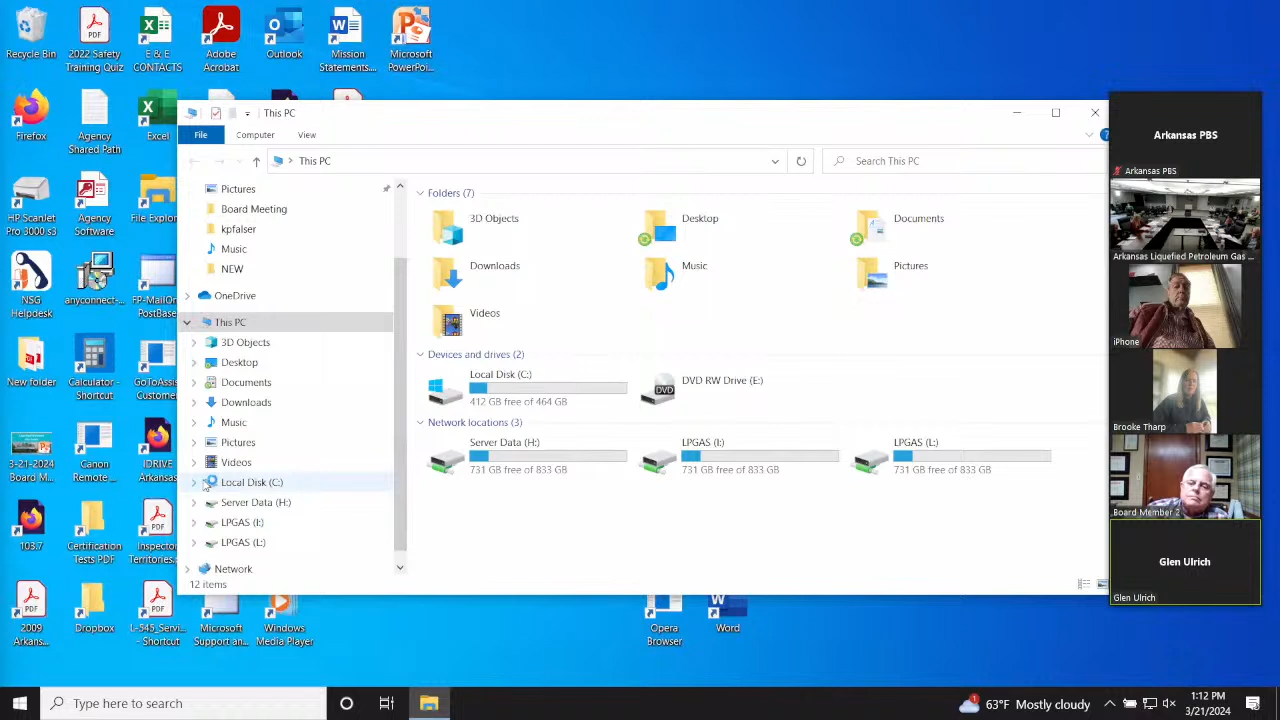 Recycle Bin
2022 Safety
Training Quiz
E & E
CONTACTS
Adobe
Acrobat
Outlook
Mission
Statements....
Microsoft
PowerPoi...
Firefox
Agency
Shared Path
Excel
HP ScanJet
Pro 3000 s3
Agency
Software
File Explor
NSG
Helpdesk
anyconnect-...
FP-MailOn
PostBase
New folder
Calculator -
Shortcut
GoToAssis
Customer
3-21-2024
Board M...
Canon
Remote ...
IDRIVE
Arkansas
103.7
Certification
Tests PDF
Inspector
Territories.
2009
Arkans...
Dropbox
L-545_Servi...
- Shortcut
Microsoft
Support an...
Windows
Media Player
Opera
Browser
Word
This PC
File
Computer
View
This PC
Search This PC
Pictures
Board Meeting
kpfalser
Music
NEW
OneDrive
This PC
3D Objects
Desktop
Documents
Downloads
Music
Pictures
Videos
Local Disk (C:)
Server Data (H:)
LPGAS (I:)
LPGAS (L:)
Network
12 items
Folders (7)
3D Objects
Desktop
Documents
Downloads
Music
Pictures
Videos
Devices and drives (2)
Local Disk (C:)
412 GB free of 464 GB
DVD
DVD RW Drive (E:)
Network locations (3)
Server Data (H:)
731 GB free of 833 GB
LPGAS (I:)
731 GB free of 833 GB
LPGAS (L:)
731 GB free of 833 GB
Arkansas PBS
Arkansas PBS
Arkansas Liquefied Petroleum Gas ...
iPhone
Brooke Tharp
Board Member 2
Glen Ulrich
Glen Ulrich
Type here to search
1
63°F Mostly cloudy
1:12 PM
3/21/2024